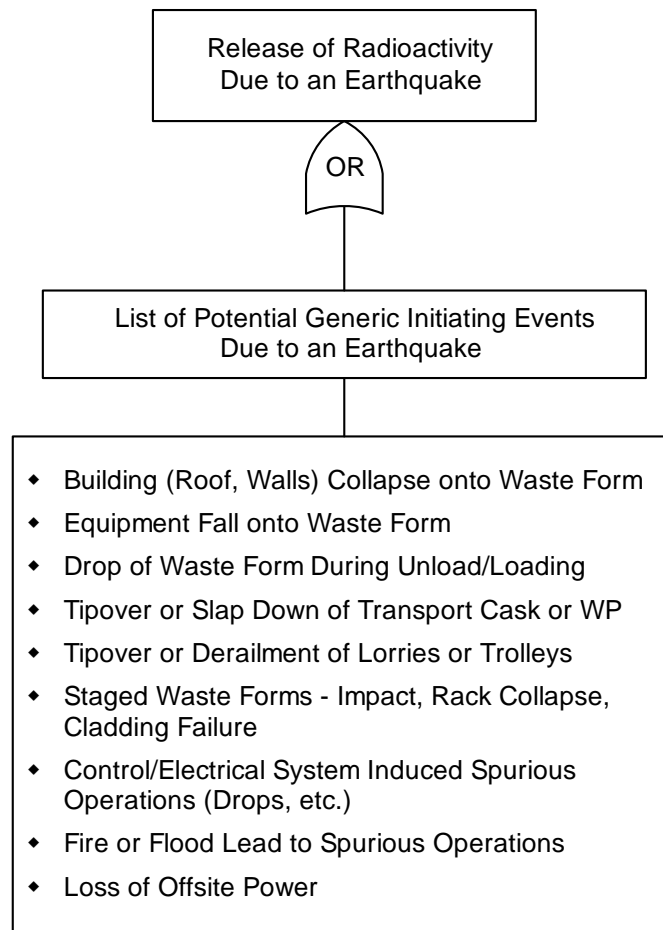 Release of Radioactivity
Due to an Earthquake
OR
List of Potential Generic Initiating Events
Due to an Earthquake
◆ Building (Roof, Walls) Collapse onto Waste Form
◆ Equipment Fall onto Waste Form
◆ Drop of Waste Form During Unload/Loading
◆ Tipover or Slap Down of Transport Cask or WP
◆ Tipover or Derailment of Lorries or Trolleys
◆ Staged Waste Forms - Impact, Rack Collapse,
Cladding Failure
◆ Control/Electrical System Induced Spurious
Operations (Drops, etc.)
◆ Fire or Flood Lead to Spurious Operations
◆ Loss of Offsite Power